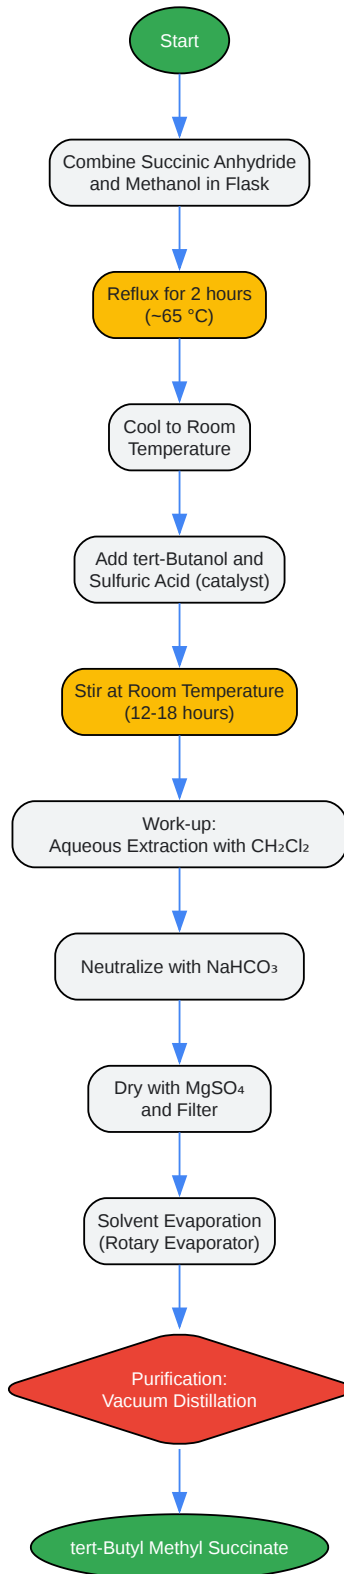 Start
Combine Succinic Anhydride
and Methanol in Flask
Reflux for 2 hours
(~65 °C)
Cool to Room
Temperature
Add tert-Butanol and
Sulfuric Acid (catalyst)
Stir at Room Temperature
(12-18 hours)
Work-up:
Aqueous Extraction with CH₂Cl₂
Neutralize with NaHCO₃
Dry with MgSO₄
and Filter
Solvent Evaporation
(Rotary Evaporator)
Purification:
Vacuum Distillation
tert-Butyl Methyl Succinate